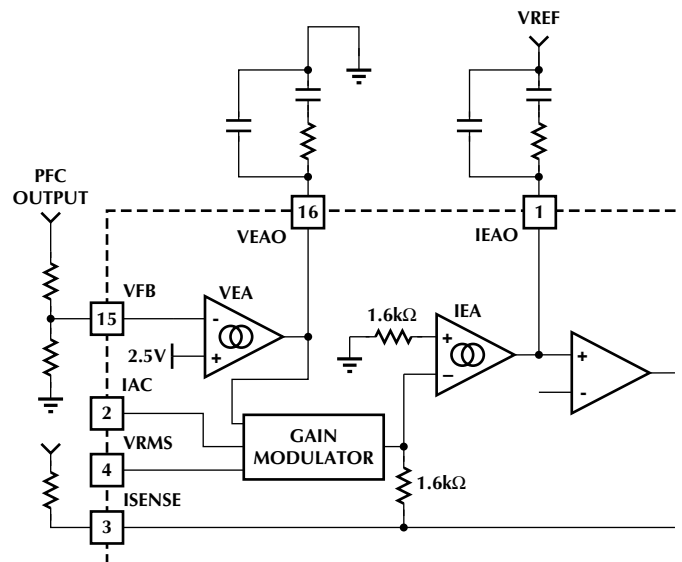 VREF
PFC
OUTPUT
16
1
VEAO
IEAO
VFB
VEA
1.6kΩ
IEA
15
-
+
2.5V
+
−
+
-
IAC
2
VRMS
GAIN
MODULATOR
4
1.6kΩ
ISENSE
3